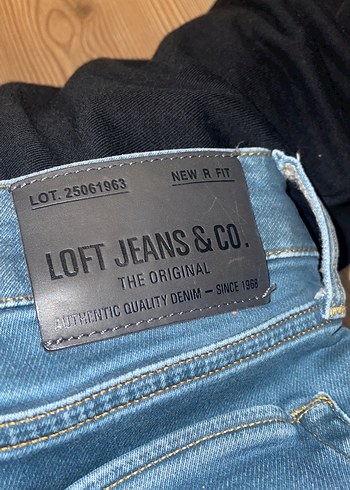 LOT. 25061963
NEW R FIT
LOFT JEANS & CO.
THE ORIGINAL
AUTHENTIC QUALITY DENIM — SINCE 1988